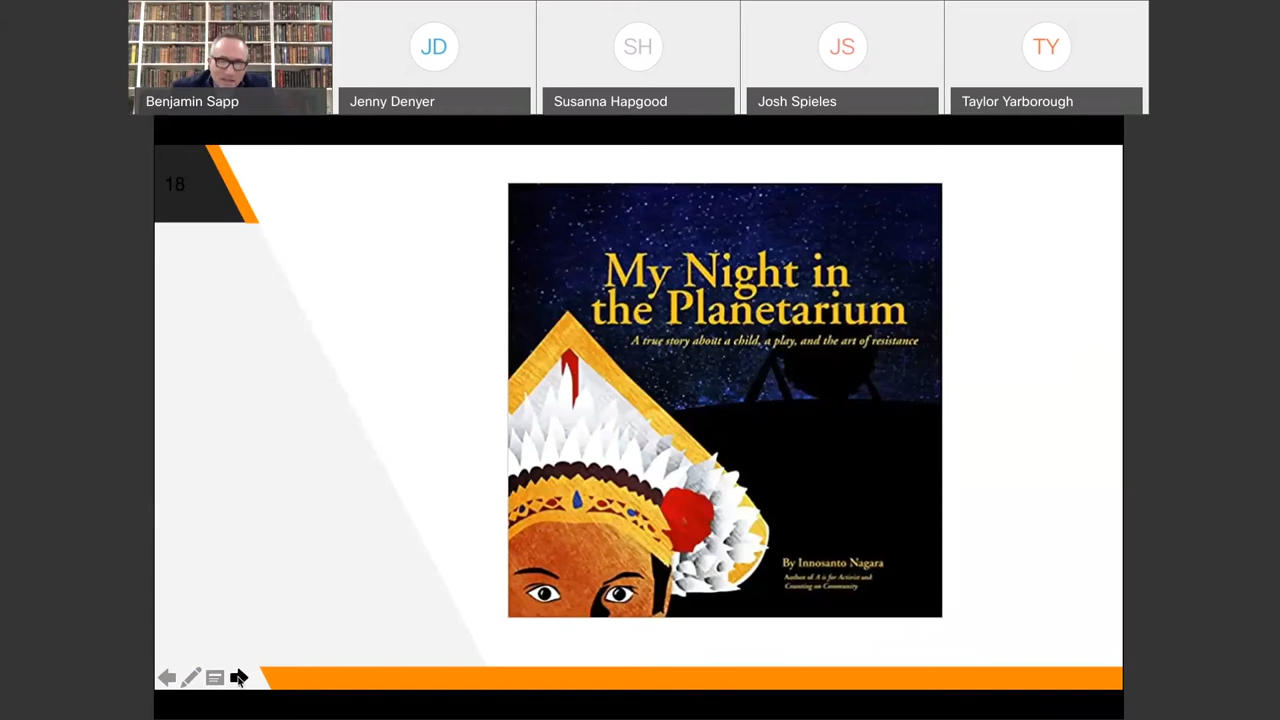 JD
SH
JS
TY
Benjamin Sapp
Jenny Denyer
Susanna Hapgood
Josh Spieles
Taylor Yarborough
18
My Night in
the Planetarium
A true story about a child, a play, and the art of resistance
By Innosanto Nagara
Author of A is for Activist and
Counting on Community